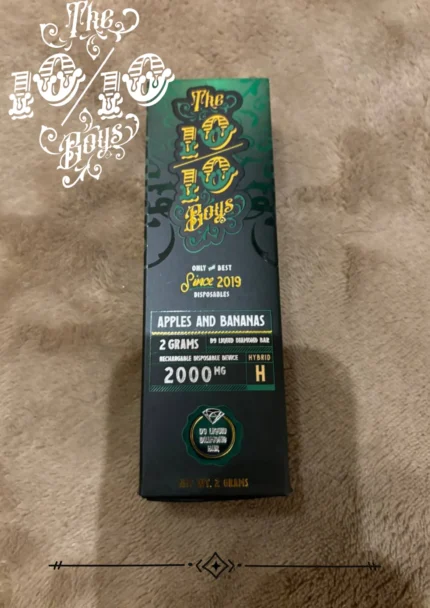 The
10/10
Boys
The
10
10
Boys
ONLY THE BEST
Since 2019
DISPOSABLES
APPLES AND BANANAS
2 GRAMS D9 LIQUID DIAMOND BAR
RECHARGEABLE DISPOSABLE DEVICE HYBRID
2000MG H
D9 LIQUID
DIAMOND
BAR
NET WT. 2 GRAMS